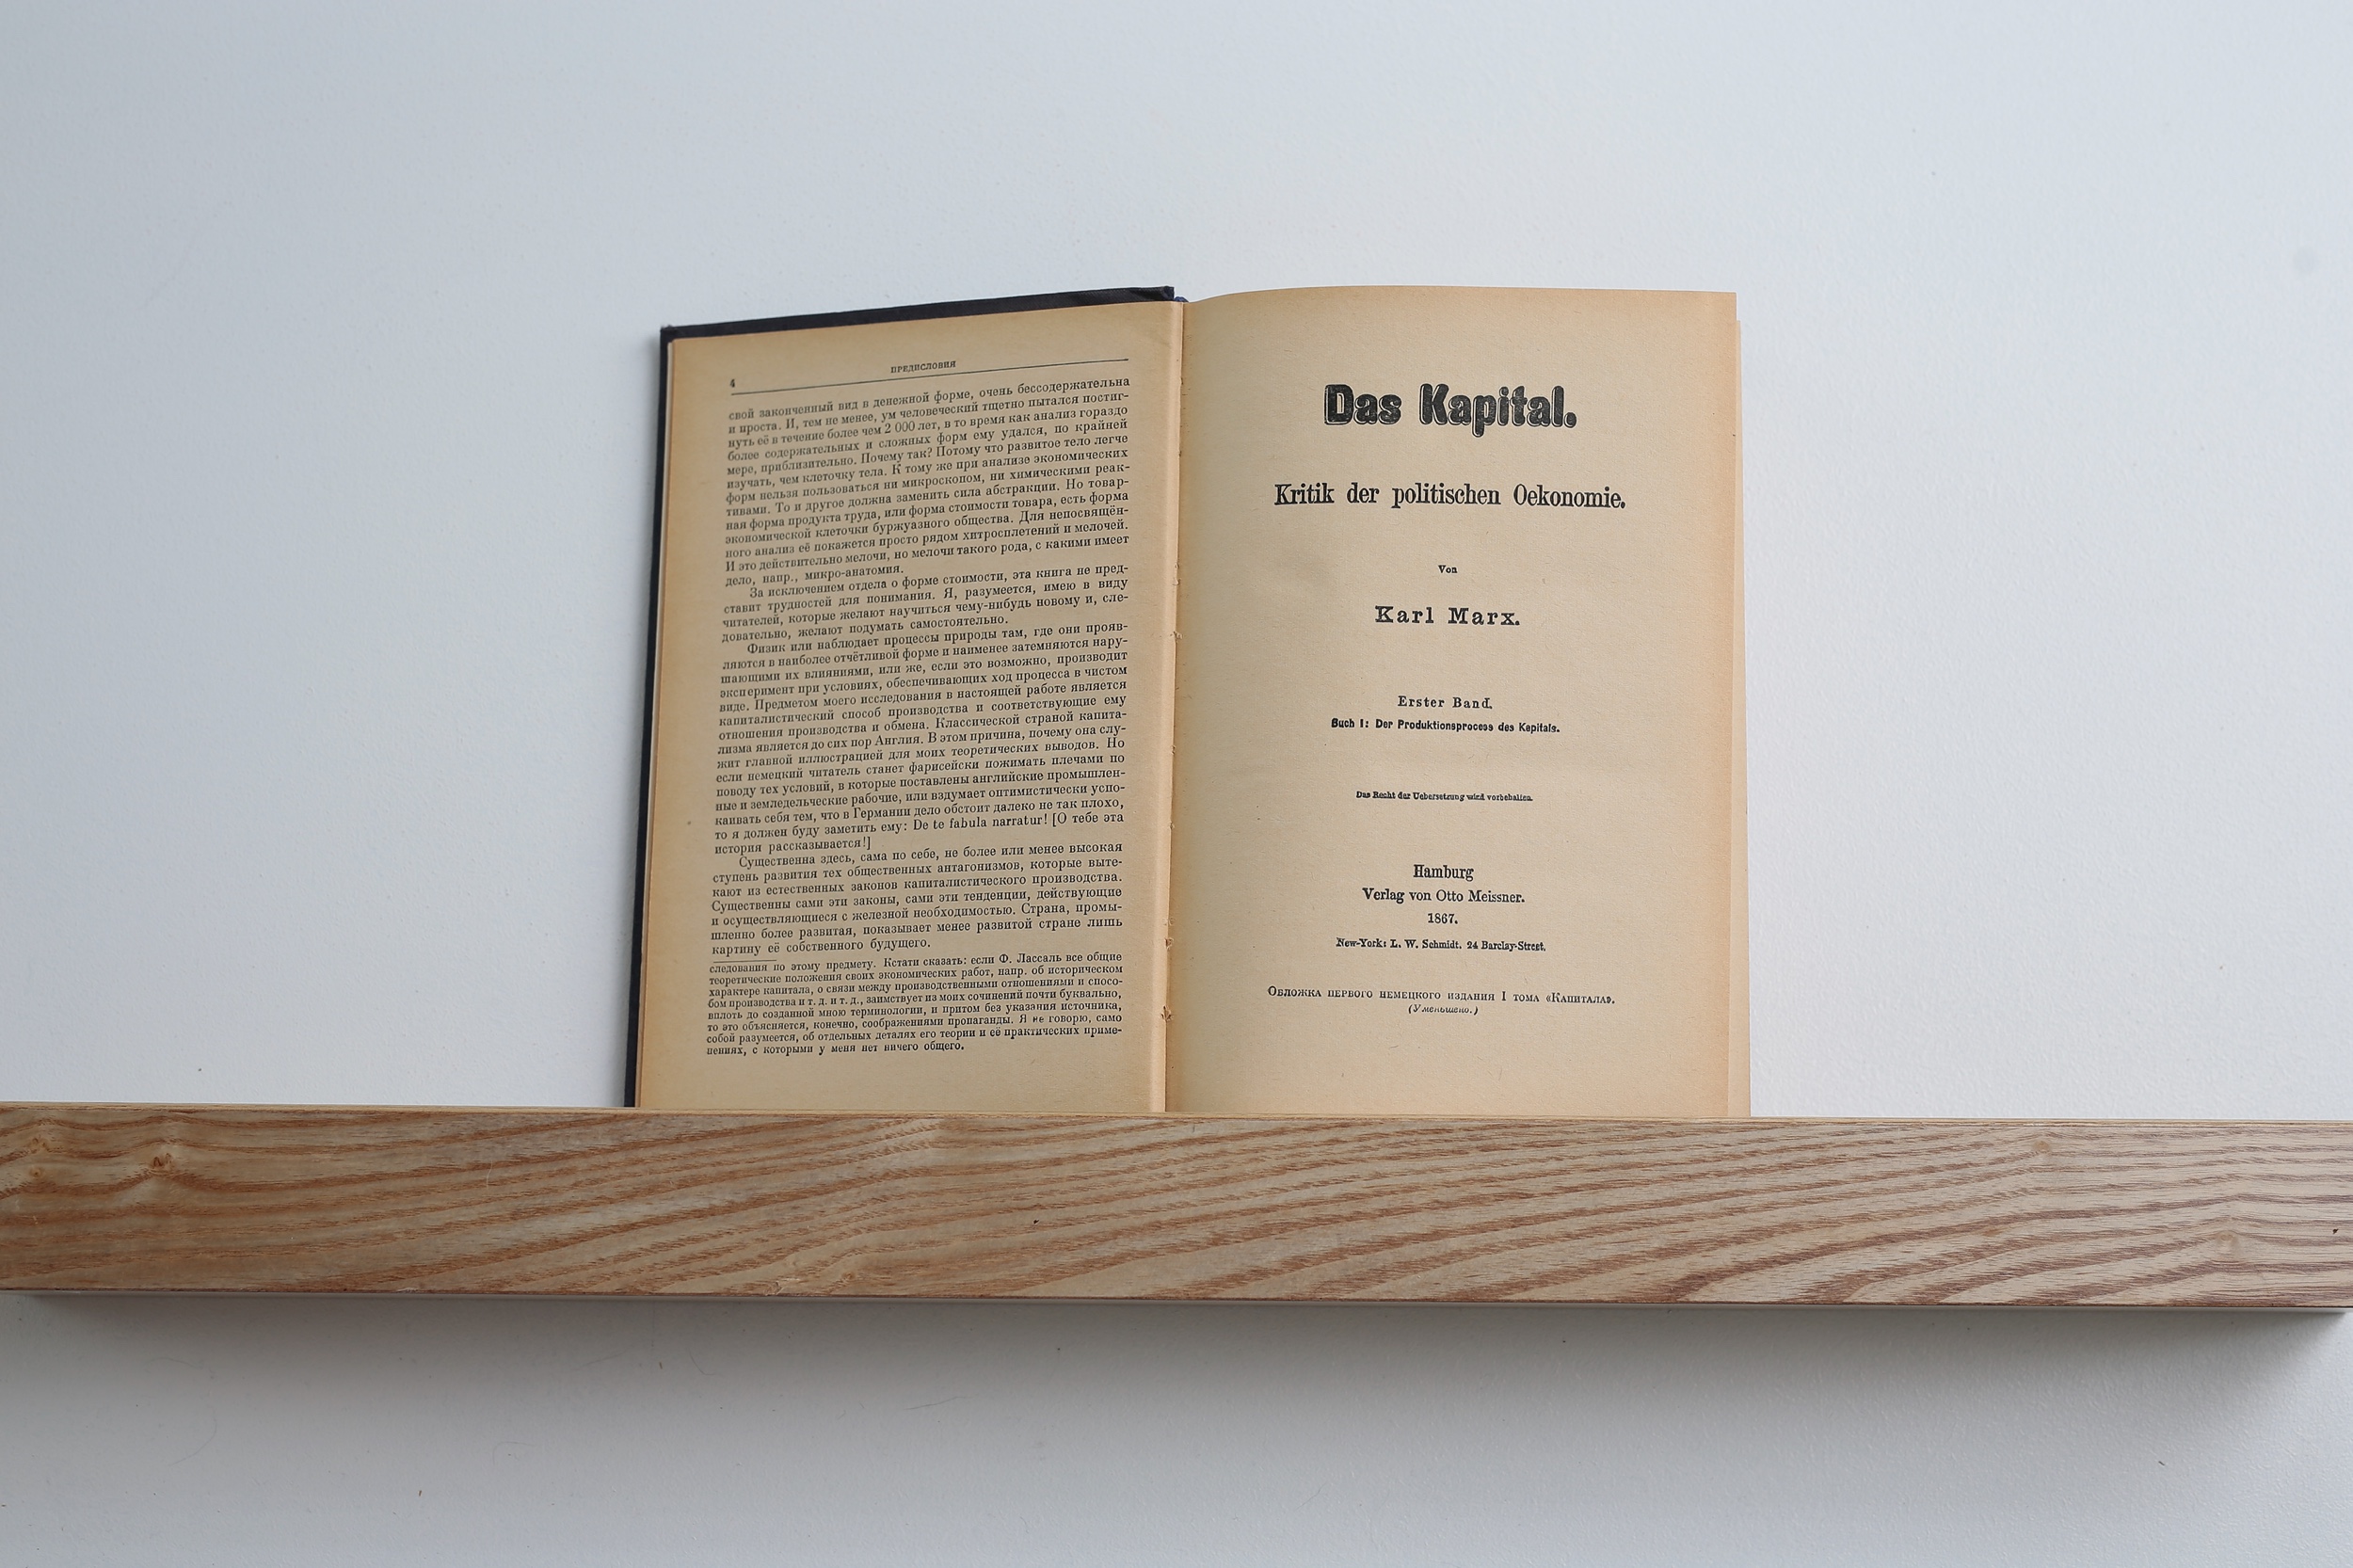 4
ПРЕДИСЛОВИЯ
свой законченный вид в денежной форме, очень бессодержательна
и проста. И, тем не менее, ум человеческий тщетно пытался постиг-
нуть её в течение более чем 2 000 лет, в то время как анализ гораздо
более содержательных и сложных форм ему удался, по крайней
мере, приблизительно. Почему так? Потому что развитое тело легче
изучать, чем клеточку тела. К тому же при анализе экономических
форм нельзя пользоваться ни микроскопом, ни химическими реак-
тивами. То и другое должна заменить сила абстракции. Но товар-
ная форма продукта труда, или форма стоимости товара, есть форма
экономической клеточки буржуазного общества. Для непосвящён-
ного анализ её покажется просто рядом хитросплетений и мелочей.
И это действительно мелочи, но мелочи такого рода, с какими имеет
дело, напр., микро-анатомия.
За исключением отдела о форме стоимости, эта книга не пред-
ставит трудностей для понимания. Я, разумеется, имею в виду
читателей, которые желают научиться чему-нибудь новому и, сле-
довательно, желают подумать самостоятельно.
Физик или наблюдает процессы природы там, где они прояв-
ляются в наиболее отчётливой форме и наименее затемняются нару-
шающими их влияниями, или же, если это возможно, производит
эксперимент при условиях, обеспечивающих ход процесса в чистом
виде. Предметом моего исследования в настоящей работе является
капиталистический способ производства и соответствующие ему
отношения производства и обмена. Классической страной капита-
лизма является до сих пор Англия. В этом причина, почему она слу-
жит главной иллюстрацией для моих теоретических выводов. Но
если немецкий читатель станет фарисейски пожимать плечами по
поводу тех условий, в которые поставлены английские промышлен-
ные и земледельческие рабочие, или вздумает оптимистически успо-
каивать себя тем, что в Германии дело обстоит далеко не так плохо,
то я должен буду заметить ему: De te fabula narratur! [О тебе эта
история рассказывается!]
Существенна здесь, сама по себе, не более или менее высокая
ступень развития тех общественных антагонизмов, которые выте-
кают из естественных законов капиталистического производства.
Существенны сами эти законы, сами эти тенденции, действующие
и осуществляющиеся с железной необходимостью. Страна, промы-
шленно более развитая, показывает менее развитой стране лишь
картину её собственного будущего.
следования по этому предмету. Кстати сказать: если Ф. Лассаль все общие
теоретические положения своих экономических работ, напр. об историческом
характере капитала, о связи между производственными отношениями и спосо-
бом производства и т. д. и т. д., заимствует из моих сочинений почти буквально,
вплоть до созданной мною терминологии, и притом без указания источника,
то это объясняется, конечно, соображениями пропаганды. Я не говорю, само
собой разумеется, об отдельных деталях его теории и её практических приме-
нениях, с которыми у меня нет ничего общего.
Das Kapital.
Kritik der politischen Oekonomie.
Von
Karl Marx.
Erster Band.
Buch I: Der Produktionsprocess des Kapitals.
Das Recht der Uebersetzung wird vorbehalten.
Hamburg
Verlag von Otto Meissner.
1867.
New-York: L. W. Schmidt. 24 Barclay-Street.
Обложка первого немецкого издания I тома «Капитала».
(Уменьшено.)